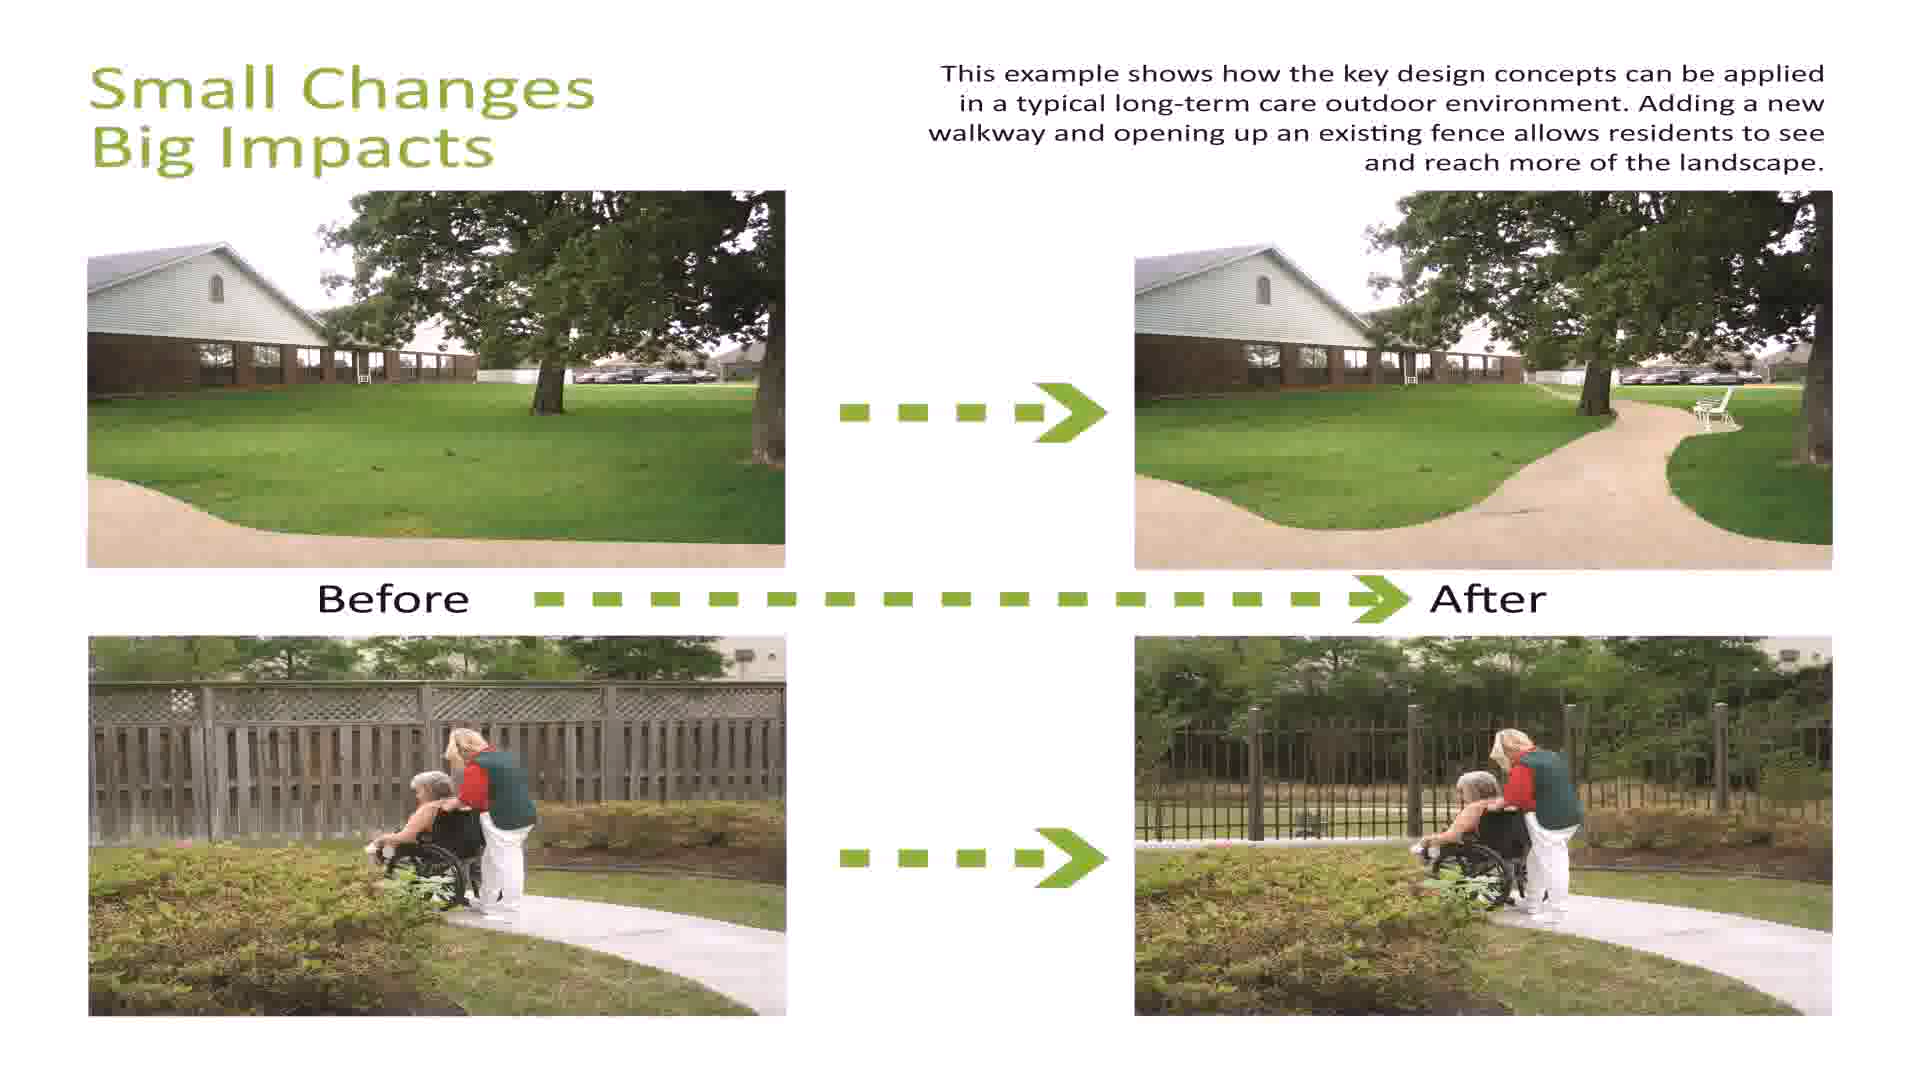 Small Changes
Big Impacts
This example shows how the key design concepts can be applied
in a typical long-term care outdoor environment. Adding a new
walkway and opening up an existing fence allows residents to see
and reach more of the landscape.
Before
After